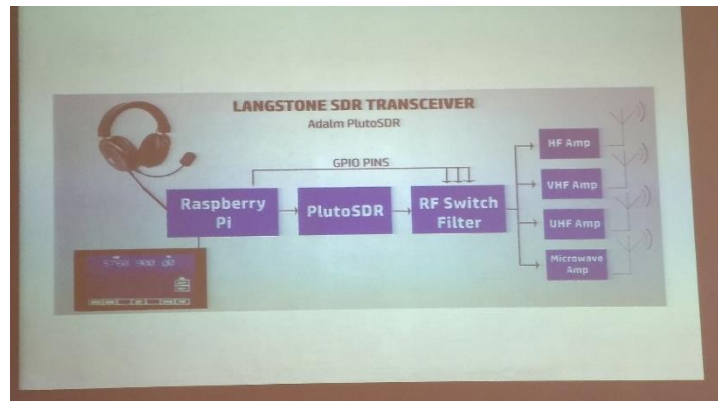 LANGSTONE SDR TRANSCEIVER
Adalm PlutoSDR
GPIO PINS
Raspberry
Pi
PlutoSDR
RF Switch
Filter
HF Amp
VHF Amp
UHF Amp
Microwave
Amp